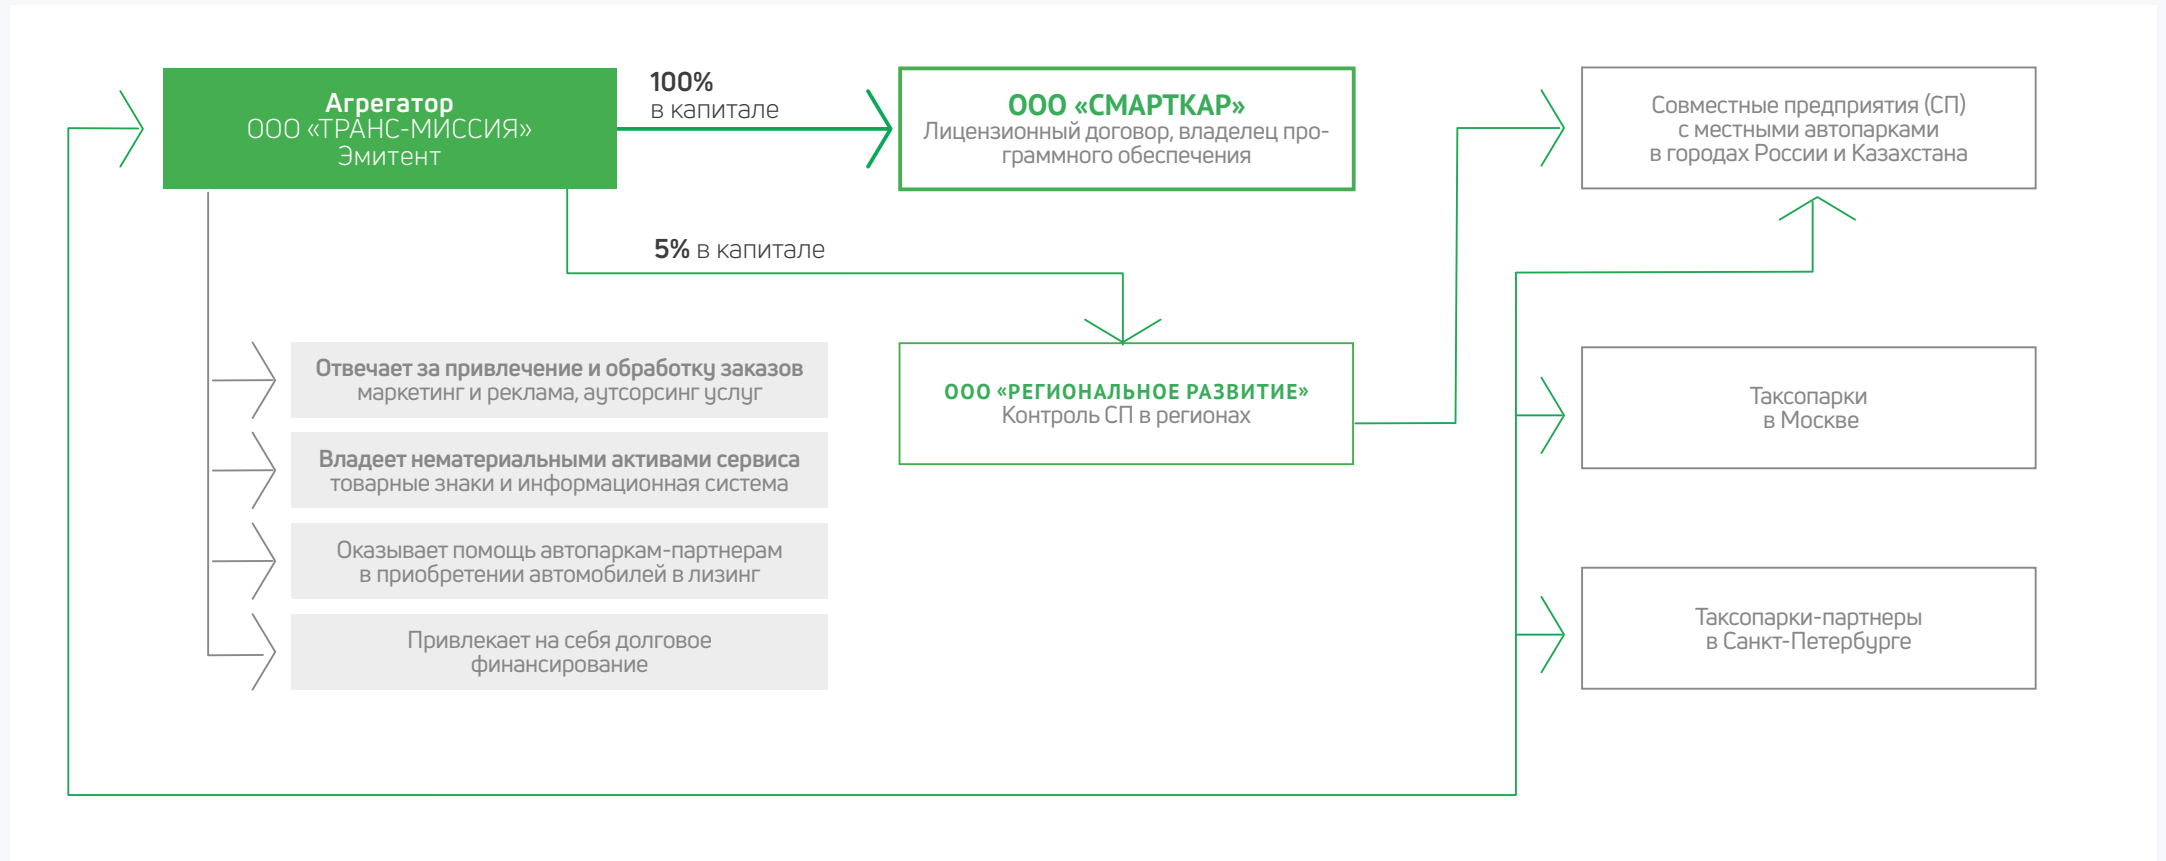 Агрегатор
ООО «ТРАНС-МИССИЯ»
Эмитент
100%
в капитале
ООО «СМАРТКАР»
Лицензионный договор, владелец про-
граммного обеспечения
Совместные предприятия (СП)
с местными автопарками
в городах России и Казахстана
5% в капитале
Отвечает за привлечение и обработку заказов
маркетинг и реклама, аутсорсинг услуг
Владеет нематериальными активами сервиса
товарные знаки и информационная система
Оказывает помощь автопаркам-партнерам
в приобретении автомобилей в лизинг
Привлекает на себя долговое
финансирование
ООО «РЕГИОНАЛЬНОЕ РАЗВИТИЕ»
Контроль СП в регионах
Таксопарки
в Москве
Таксопарки-партнеры
в Санкт-Петербурге